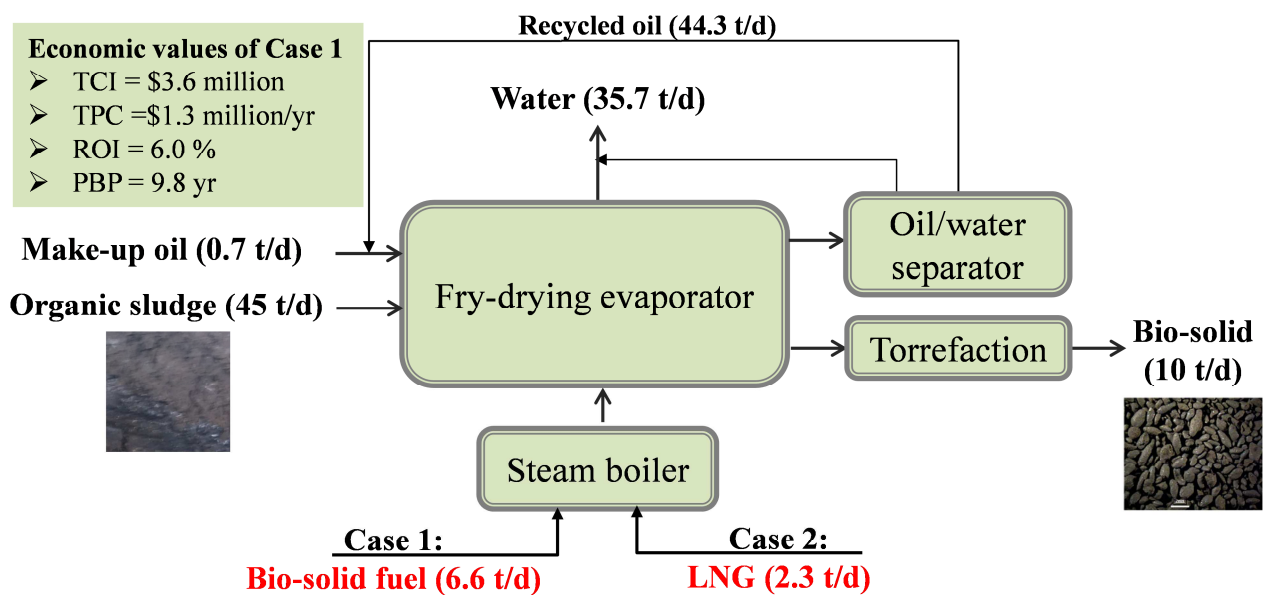 Recycled oil (44.3 t/d)
Economic values of Case 1
➢ TCI = $3.6 million
➢ TPC =$1.3 million/yr
➢ ROI = 6.0 %
➢ PBP = 9.8 yr
Water (35.7 t/d)
Make-up oil (0.7 t/d)
Organic sludge (45 t/d)
Fry-drying evaporator
Oil/water
separator
Torrefaction
Bio-solid
(10 t/d)
Steam boiler
Case 1:
Bio-solid fuel (6.6 t/d)
Case 2:
LNG (2.3 t/d)